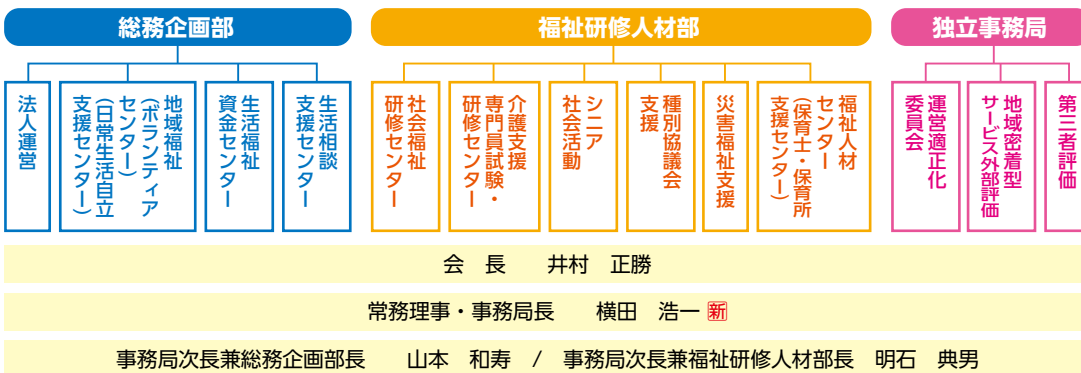 総務企画部
法人運営
地域福祉
(ボランティア
センター)
(日常生活自立
支援センター)
生活福祉
資金センター
生活相談
支援センター
福祉研修人材部
社会福祉
研修センター
介護支援
専門員試験・
研修センター
シニア
社会活動
種別協議会
支援
災害福祉支援
福祉人材
センター
(保育士・保育所
支援センター)
独立事務局
運営適正化
委員会
地域密着型
サービス外部評価
第三者評価
会　長　　井村　正勝
常務理事・事務局長　　横田　浩一 新
事務局次長兼総務企画部長　　山本　和寿　/　事務局次長兼福祉研修人材部長　明石　典男